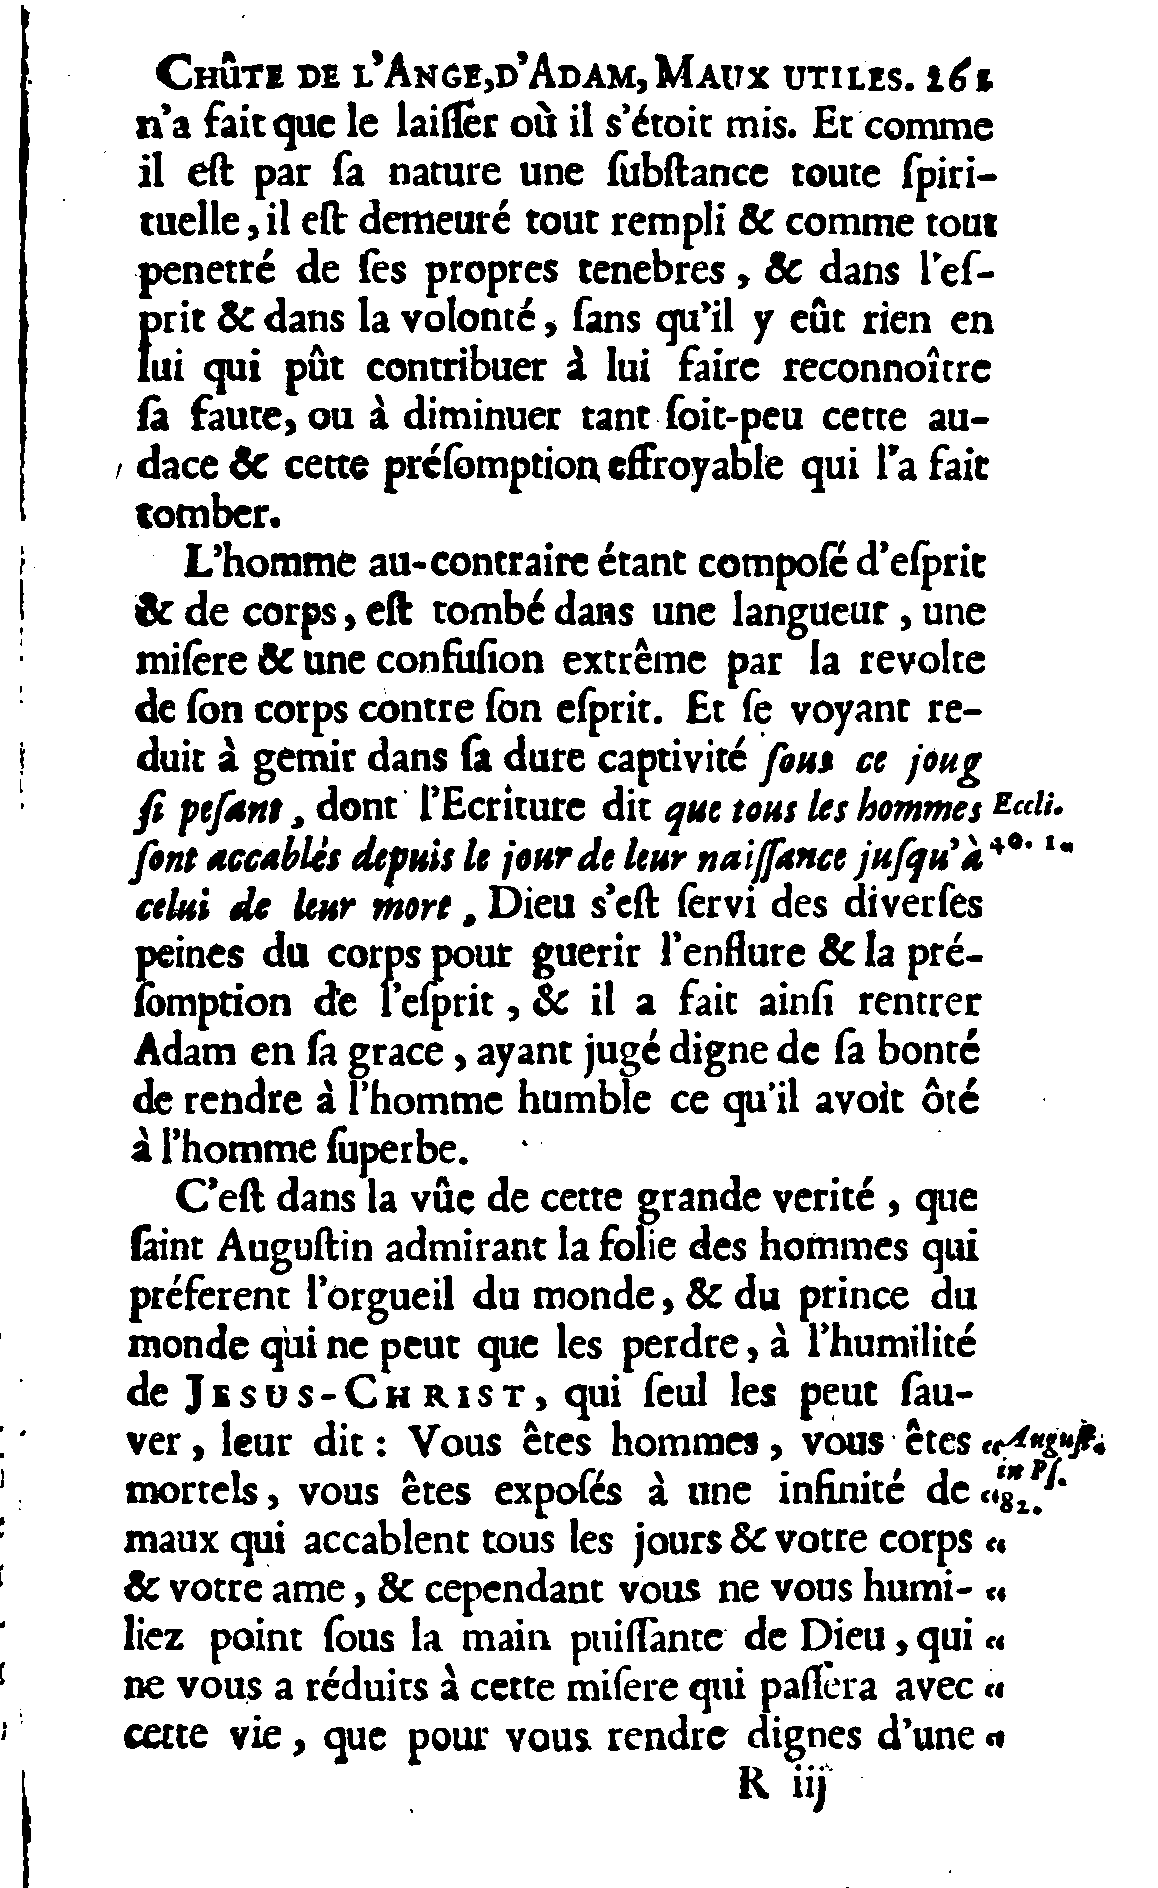 CHÛTE DE L'ANGE, D'ADAM, MAUX UTILES. 261
n'a fait que le laiſſer où il s'étoit mis. Et comme
il eſt par ſa nature une ſubſtance toute ſpiri-
tuelle, il eſt demeuré tout rempli & comme tout
penetré de ſes propres tenebres, & dans l'eſ-
prit & dans la volonté, ſans qu'il y eût rien en
lui qui pût contribuer à lui faire reconnoître
ſa faute, ou à diminuer tant ſoit-peu cette au-
dace & cette préſomption effroyable qui l'a fait
tomber.
L'homme au-contraire étant compoſé d'eſprit
& de corps, eſt tombé dans une langueur, une
miſere & une confuſion extrême par la revolte
de ſon corps contre ſon eſprit. Et ſe voyant re-
duit à gemir dans ſa dure captivité ſous ce joug
ſi peſant, dont l'Ecriture dit que tous les hommes Eccli.
ſont accablés depuis le jour de leur naiſſance juſqu'à 40. 1.
celui de leur mort, Dieu s'eſt ſervi des diverſes
peines du corps pour guerir l'enflure & la pré-
ſomption de l'eſprit, & il a fait ainſi rentrer
Adam en ſa grace, ayant jugé digne de ſa bonté
de rendre à l'homme humble ce qu'il avoit ôté
à l'homme ſuperbe.
C'eſt dans la vûe de cette grande verité, que
ſaint Auguſtin admirant la folie des hommes qui
préferent l'orgueil du monde, & du prince du
monde qui ne peut que les perdre, à l'humilité
de JESUS-CHRIST, qui ſeul les peut ſau-
ver, leur dit: Vous êtes hommes, vous êtes “ Auguſt.
mortels, vous êtes expoſés à une infinité de “ in Pſ. 82.
maux qui accablent tous les jours & votre corps “
& votre ame, & cependant vous ne vous humi- “
liez point ſous la main puiſſante de Dieu, qui “
ne vous a réduits à cette miſere qui paſſera avec “
cette vie, que pour vous rendre dignes d'une “
R iij